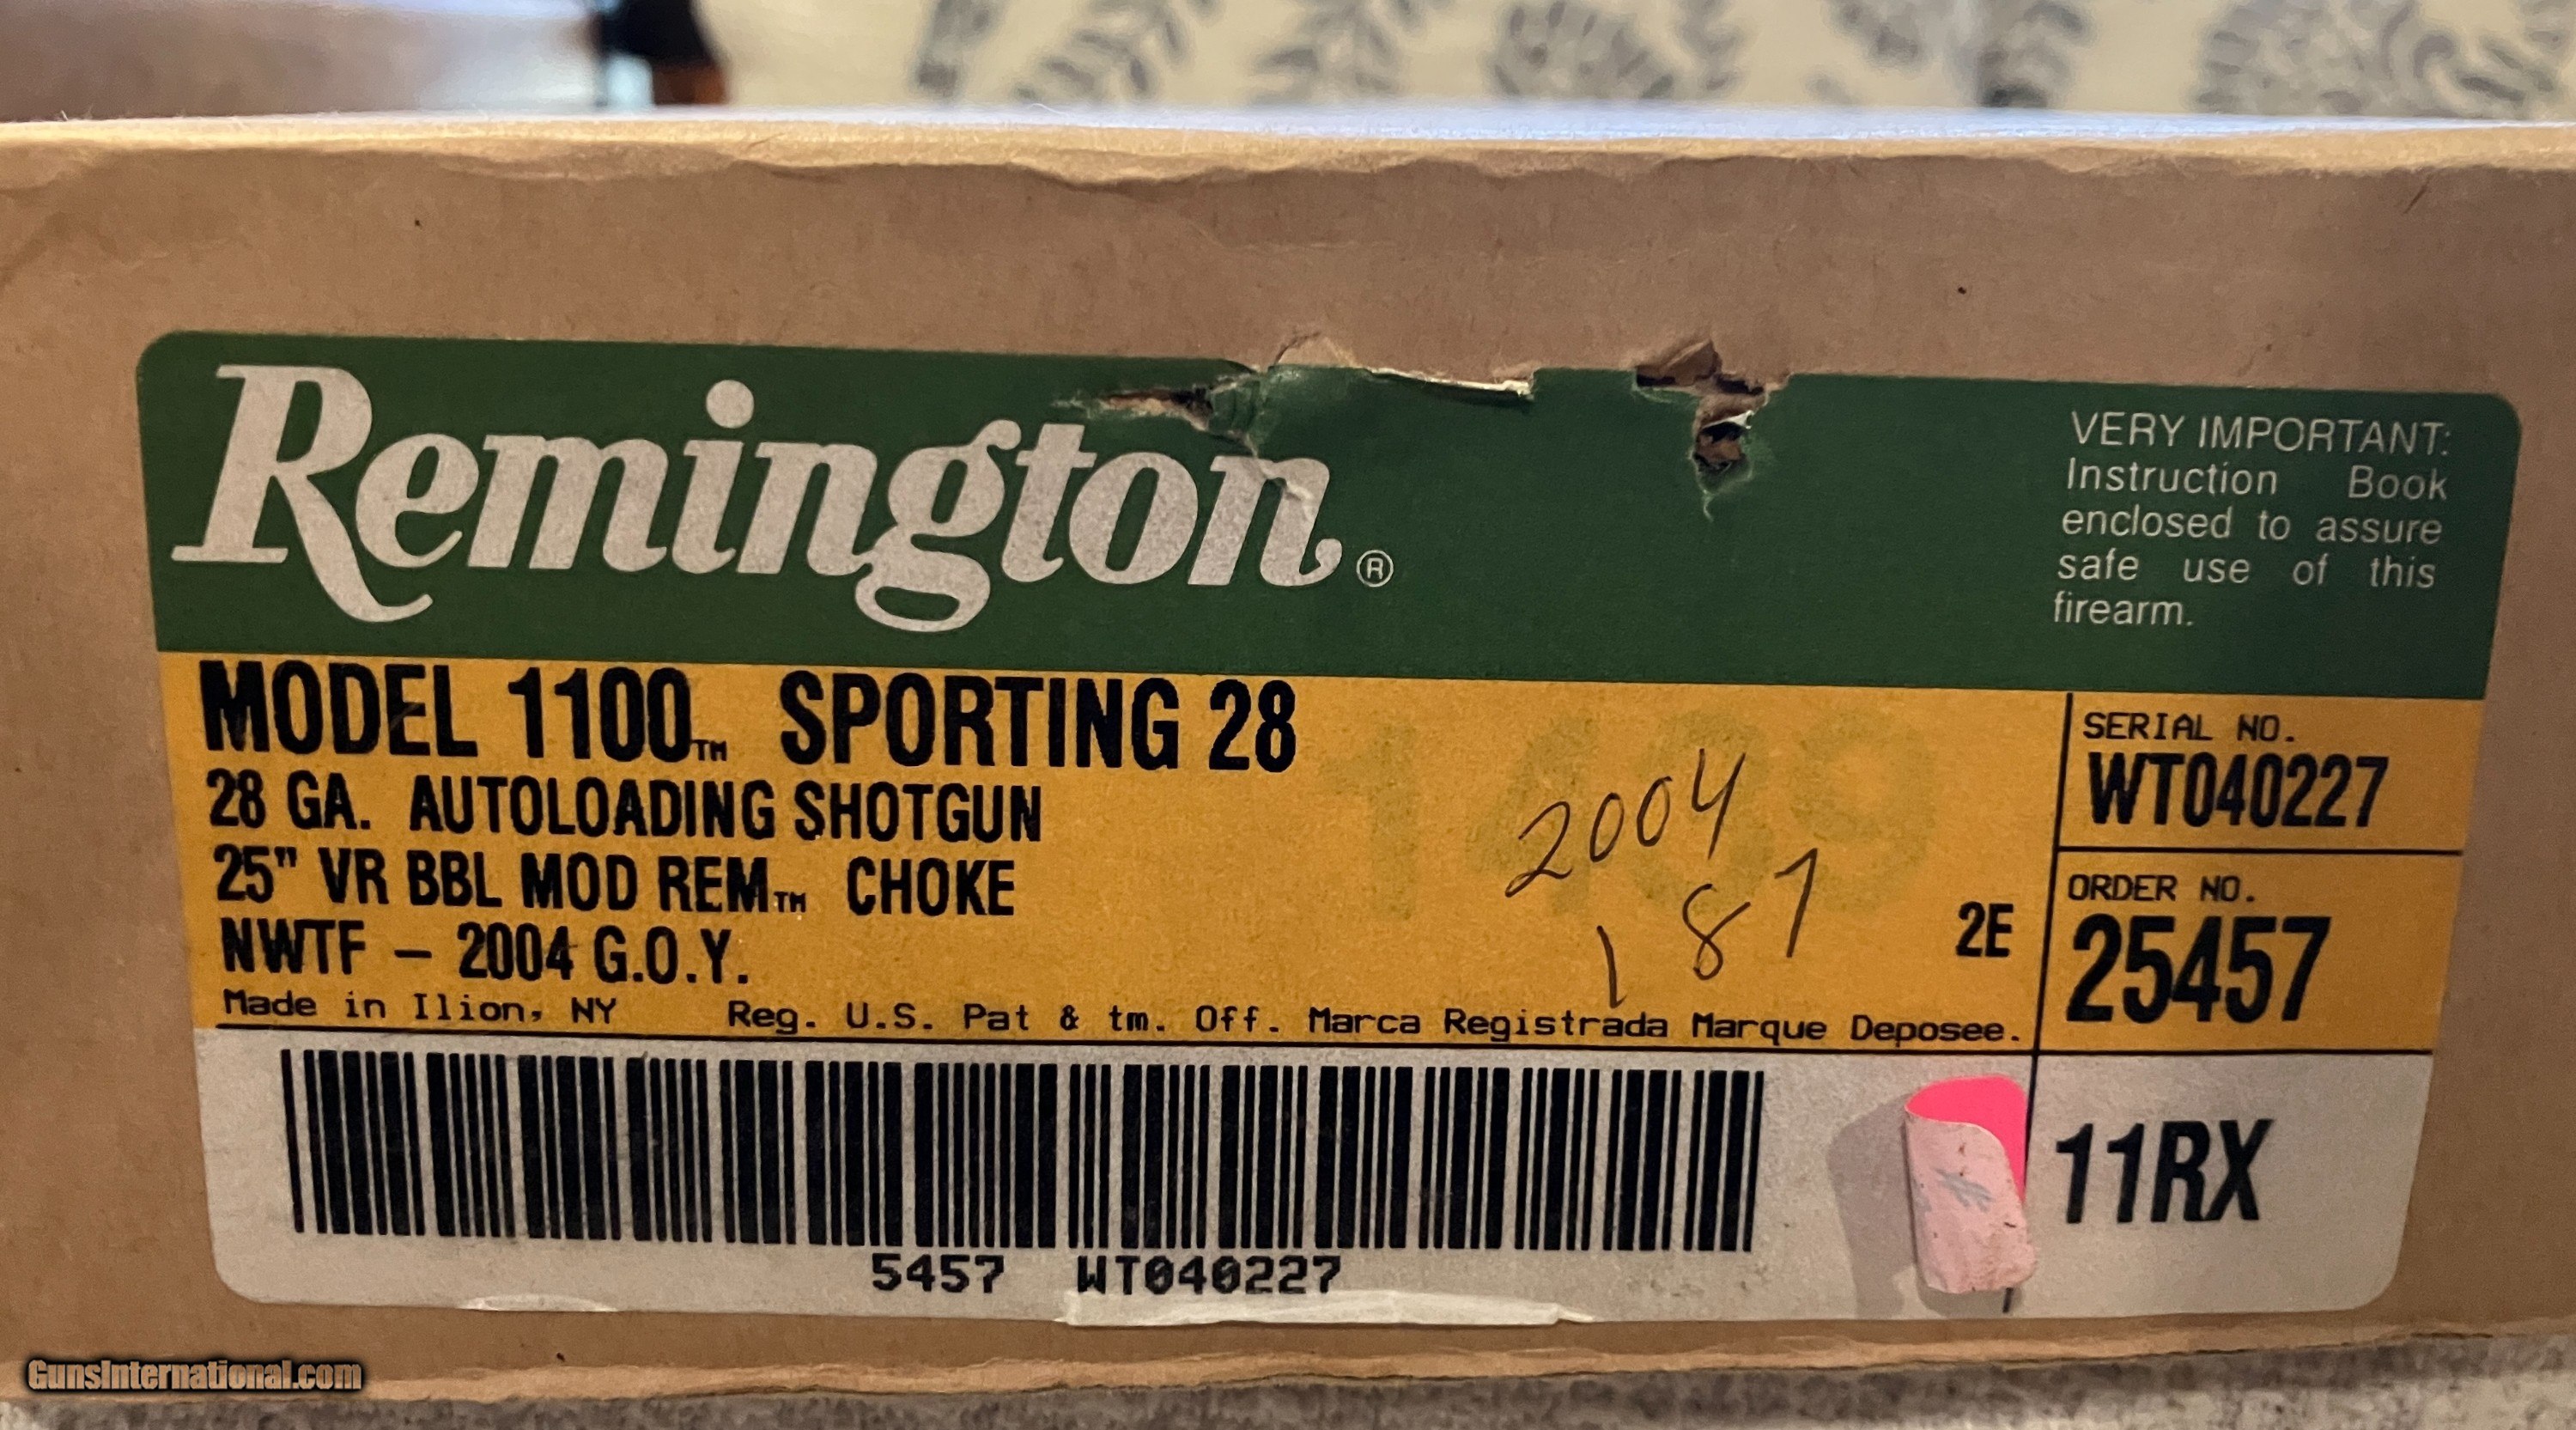 Remington®
VERY IMPORTANT:
Instruction Book
enclosed to assure
safe use of this
firearm.
MODEL 1100™ SPORTING 28
28 GA. AUTOLOADING SHOTGUN
25" VR BBL MOD REM™ CHOKE
NWTF – 2004 G.O.Y.
Made in Ilion, NY Reg. U.S. Pat & tm. Off. Marca Registrada Marque Deposee.
2004
187
2E
SERIAL NO.
WT040227
ORDER NO.
25457
11RX
5457 WT040227
GunsInternational.com